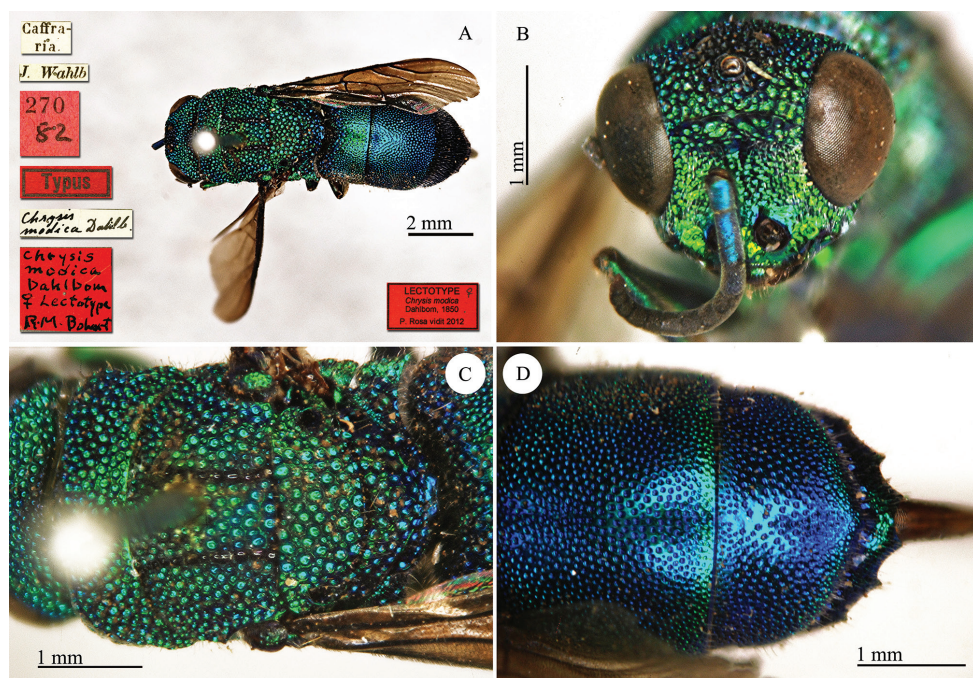 Caffra-
ria.
J. Wahlb
270
82
Typus
Chrysis
modica Dahlb.
Chrysis
modica
Dahlbom
♀ Lectotype
R.M. Bohart
A
2 mm
LECTOTYPE ♀
Chrysis modica
Dahlbom, 1850
P. Rosa vidit 2012
B
1 mm
C
1 mm
D
1 mm